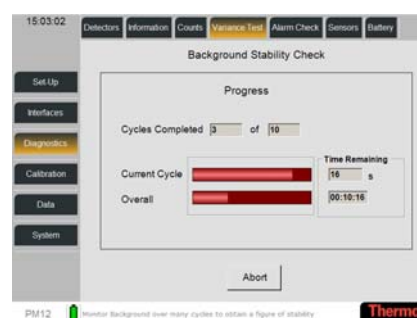 15:03:02
Detectors Information Counts Variance Test Alarm Check Sensors Battery
Background Stability Check
Set-Up
Interfaces
Diagnostics
Calibration
Data
System
Progress
Cycles Completed 3 of 10
Time Remaining
Current Cycle 16 s
Overall 00:10:16
Abort
PM12 Monitor Background over many cycles to obtain a figure of stability
Thermo